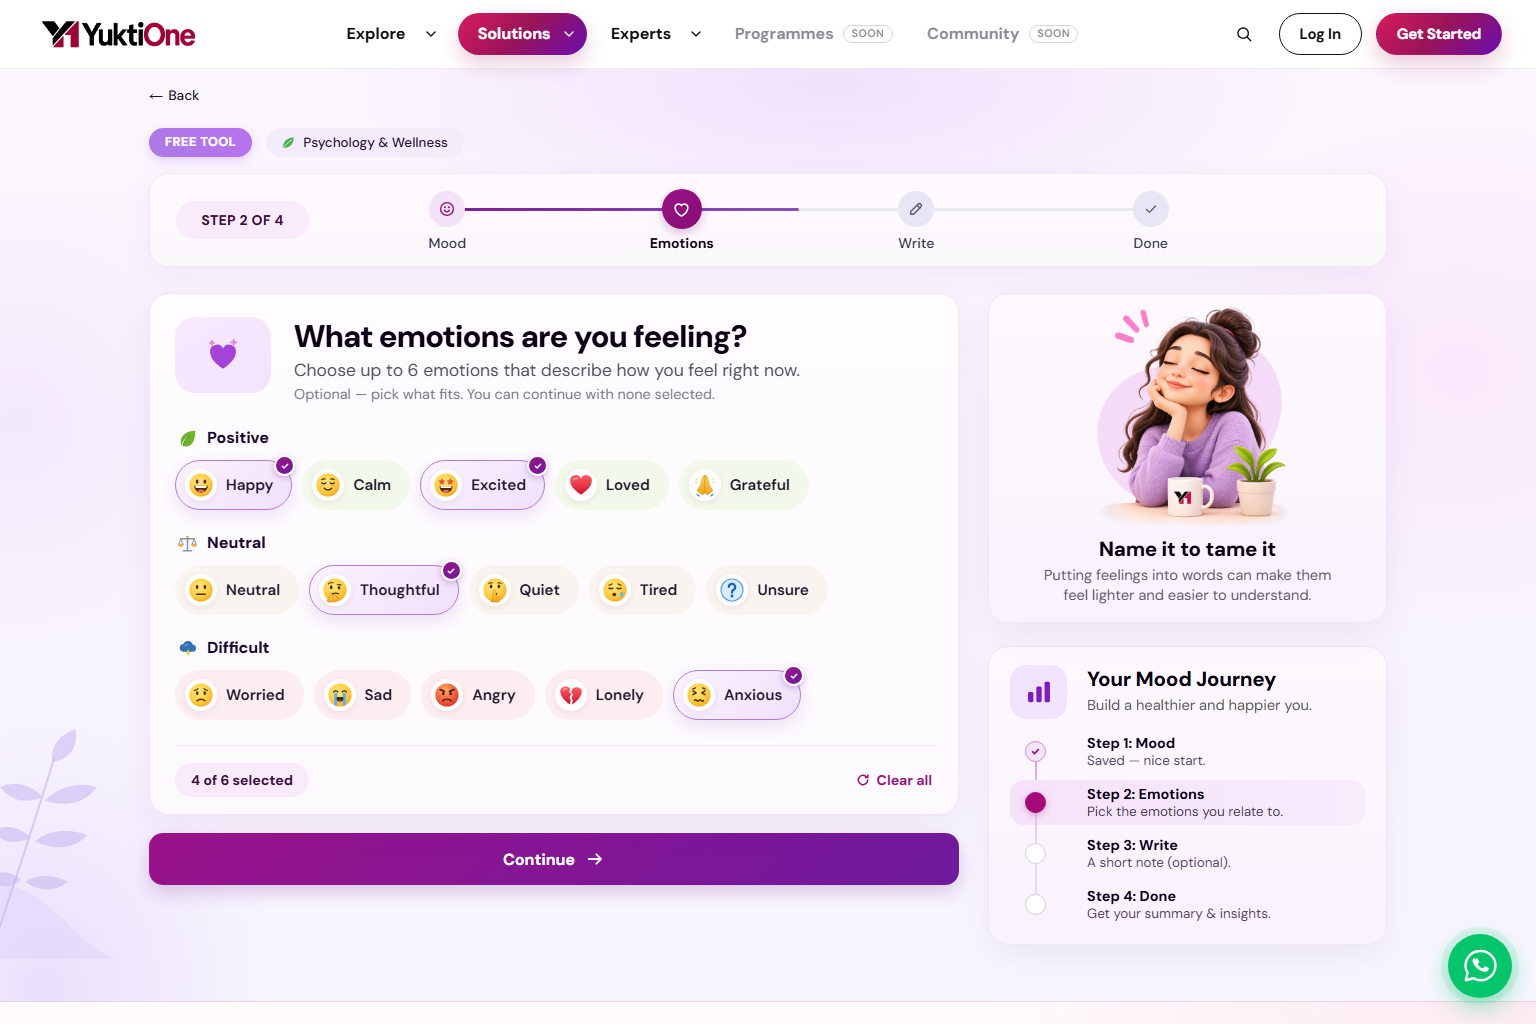 YuktiOne
Explore
Solutions
Experts
Programmes SOON
Community SOON
Log In
Get Started
← Back
FREE TOOL
Psychology & Wellness
STEP 2 OF 4
Mood
Emotions
Write
Done
What emotions are you feeling?
Choose up to 6 emotions that describe how you feel right now.
Optional — pick what fits. You can continue with none selected.
Positive
Happy
Calm
Excited
Loved
Grateful
Neutral
Neutral
Thoughtful
Quiet
Tired
Unsure
Difficult
Worried
Sad
Angry
Lonely
Anxious
4 of 6 selected
Clear all
Continue →
Name it to tame it
Putting feelings into words can make them
feel lighter and easier to understand.
Your Mood Journey
Build a healthier and happier you.
Step 1: Mood
Saved — nice start.
Step 2: Emotions
Pick the emotions you relate to.
Step 3: Write
A short note (optional).
Step 4: Done
Get your summary & insights.